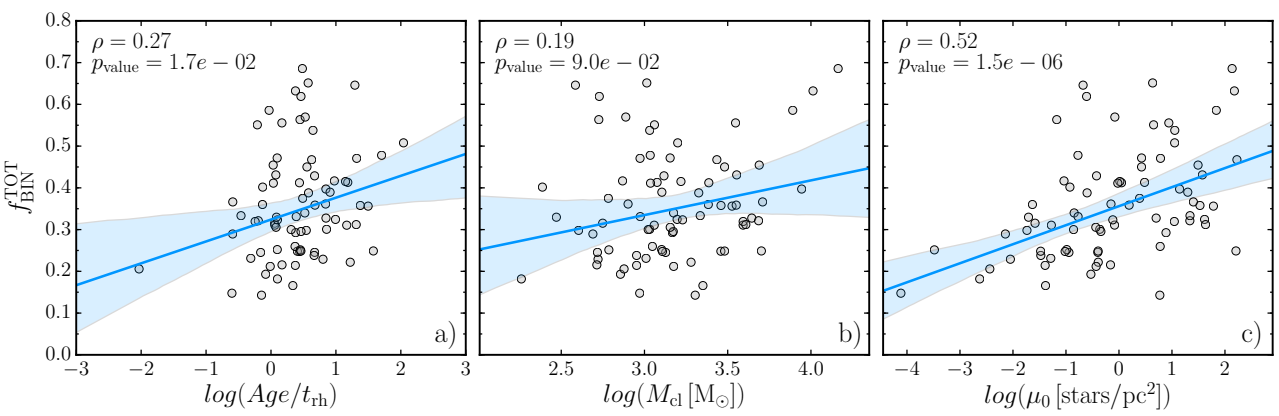 0.8
0.7
0.6
0.5
0.4
0.3
0.2
0.1
0.0
f_BIN^TOT
ρ = 0.27
p_value = 1.7e − 02
a)
−3 −2 −1 0 1 2 3
log(Age/t_rh)
ρ = 0.19
p_value = 9.0e − 02
b)
2.5 3.0 3.5 4.0
log(M_cl [M_⊙])
ρ = 0.52
p_value = 1.5e − 06
c)
−4 −3 −2 −1 0 1 2
log(μ_0 [stars/pc²])